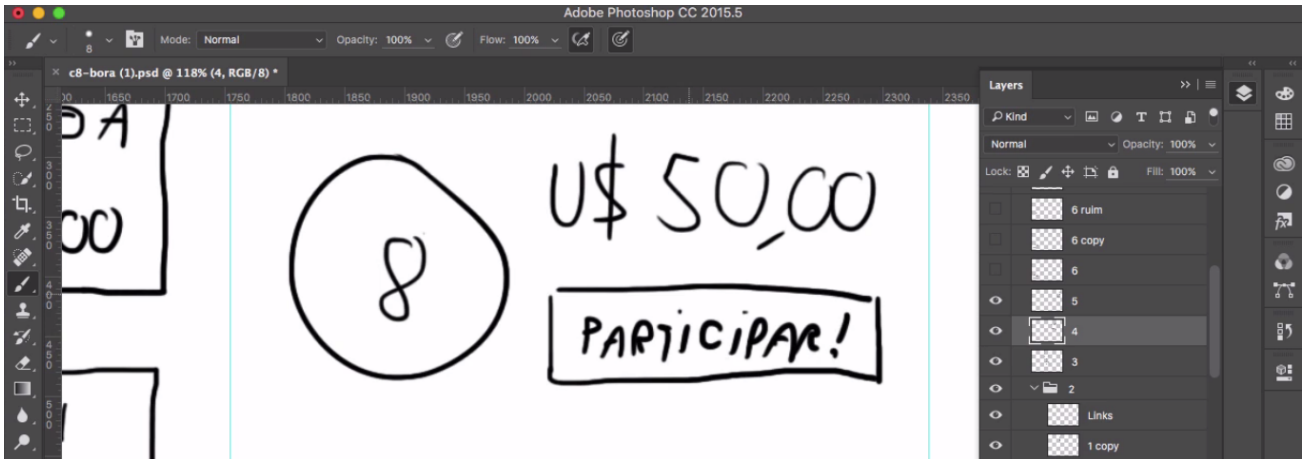 Adobe Photoshop CC 2015.5
8 Mode: Normal Opacity: 100% Flow: 100%
× c8-bora (1).psd @ 118% (4, RGB/8) *
1650 1700 1750 1800 1850 1900 1950 2000 2050 2100 2150 2200 2250 2300 2350
Layers
Kind
Normal Opacity: 100%
Lock: Fill: 100%
6 ruim
6 copy
6
5
4
3
2
Links
1 copy
DA
00
8
U$ 50,00
PARTICIPAR!